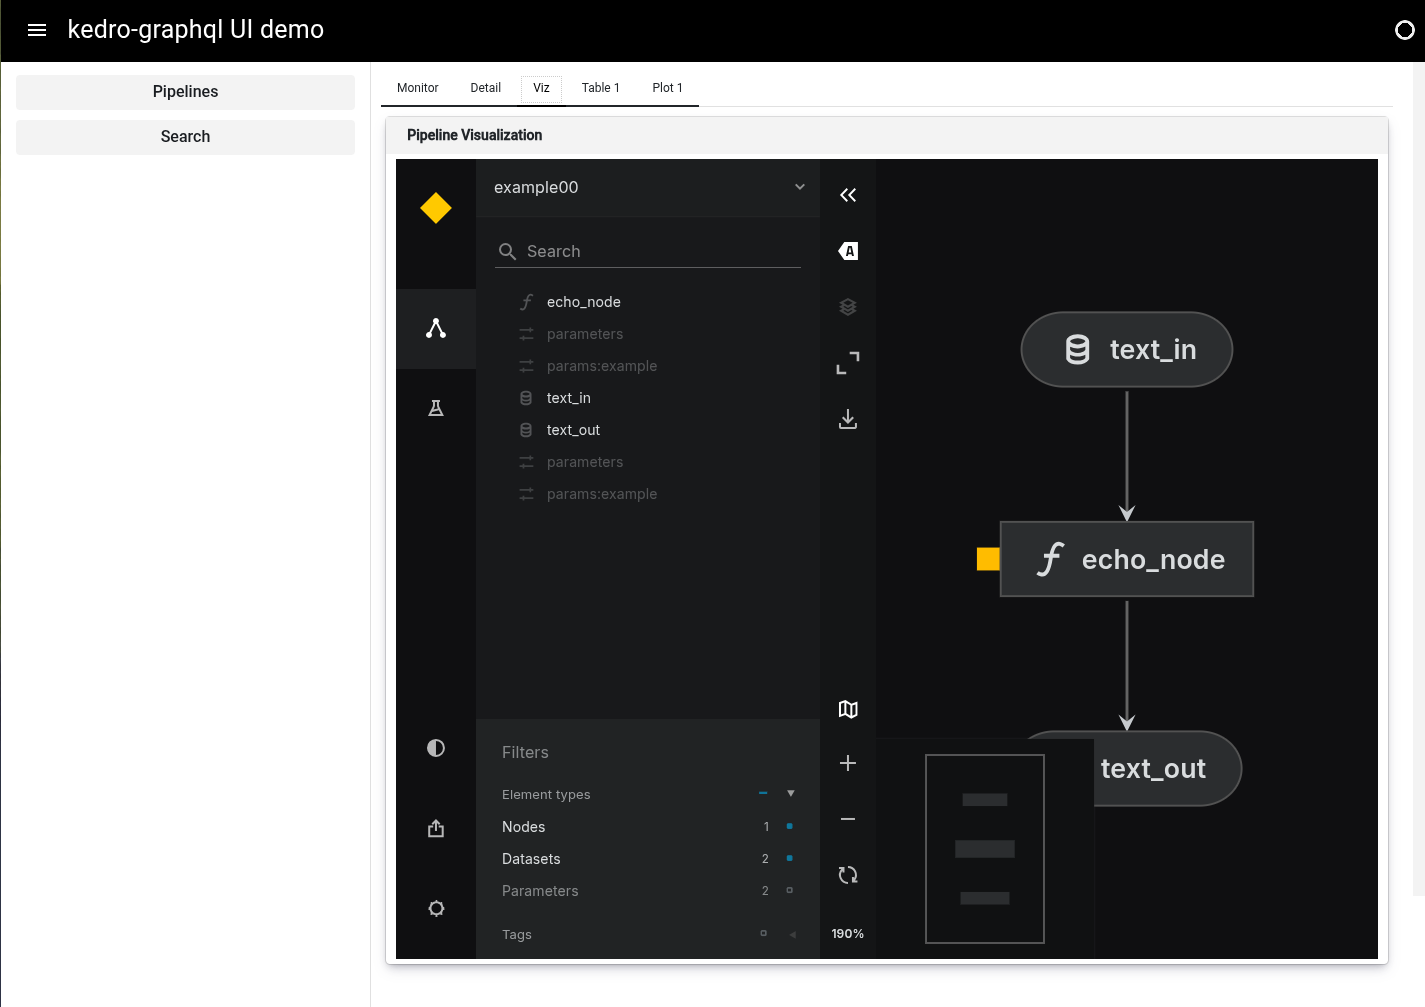 kedro-graphql UI demo
Pipelines
Search
Monitor Detail Viz Table 1 Plot 1
Pipeline Visualization
example00
Search
echo_node
parameters
params:example
text_in
text_out
parameters
params:example
Filters
Element types
Nodes 1
Datasets 2
Parameters 2
Tags
A
190%
text_in
echo_node
text_out